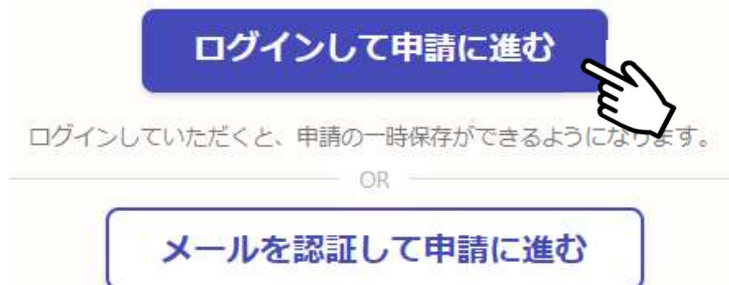 ログインして申請に進む
ログインしていただくと、申請の一時保存ができるようになります。
OR
メールを認証して申請に進む